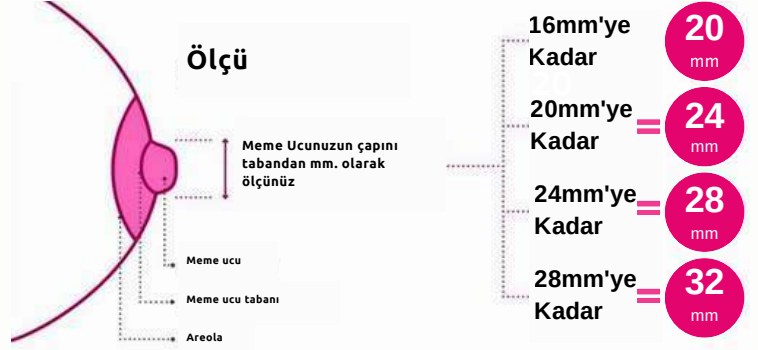 Ölçü
Meme Ucunuzun çapını
tabandan mm. olarak
ölçünüz
Meme ucu
Meme ucu tabanı
Areola
16mm'ye
Kadar
20
mm
20
20mm'ye
Kadar
=
24
mm
24mm'ye
Kadar
=
28
mm
28mm'ye
Kadar
=
32
mm